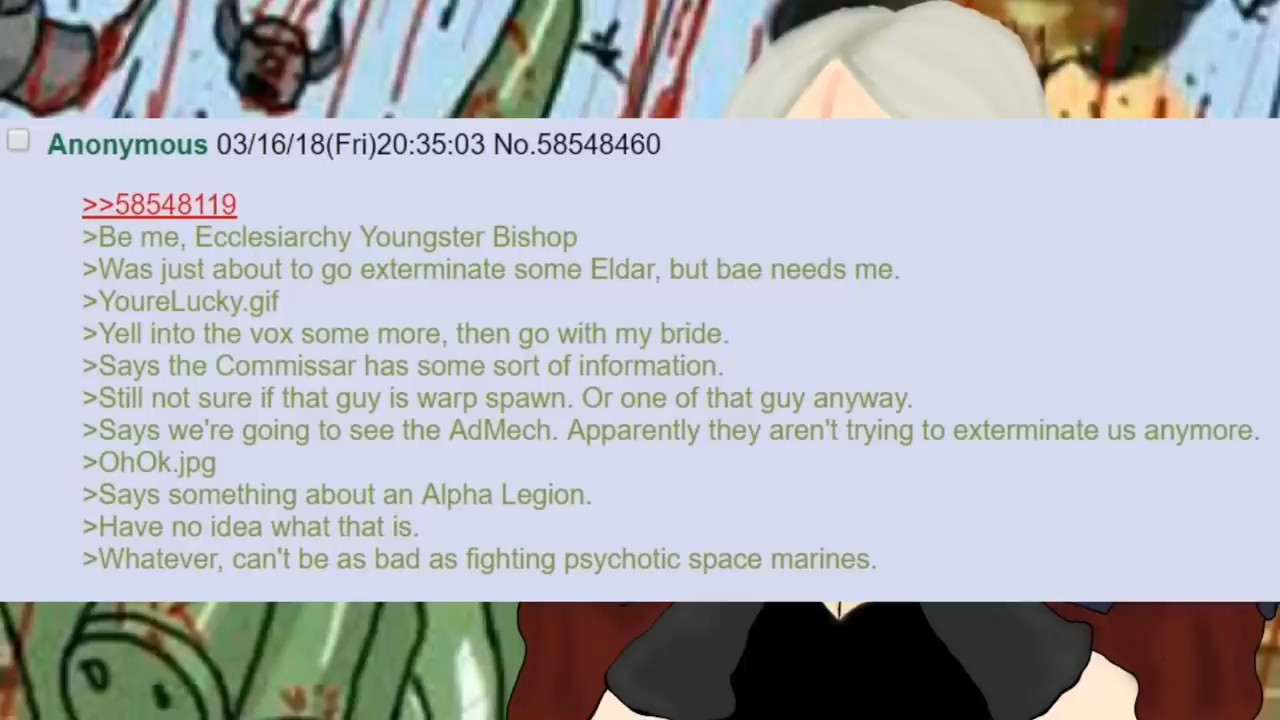 Anonymous 03/16/18(Fri)20:35:03 No.58548460
>>58548119
>Be me, Ecclesiarchy Youngster Bishop
>Was just about to go exterminate some Eldar, but bae needs me.
>YoureLucky.gif
>Yell into the vox some more, then go with my bride.
>Says the Commissar has some sort of information.
>Still not sure if that guy is warp spawn. Or one of that guy anyway.
>Says we're going to see the AdMech. Apparently they aren't trying to exterminate us anymore.
>OhOk.jpg
>Says something about an Alpha Legion.
>Have no idea what that is.
>Whatever, can't be as bad as fighting psychotic space marines.